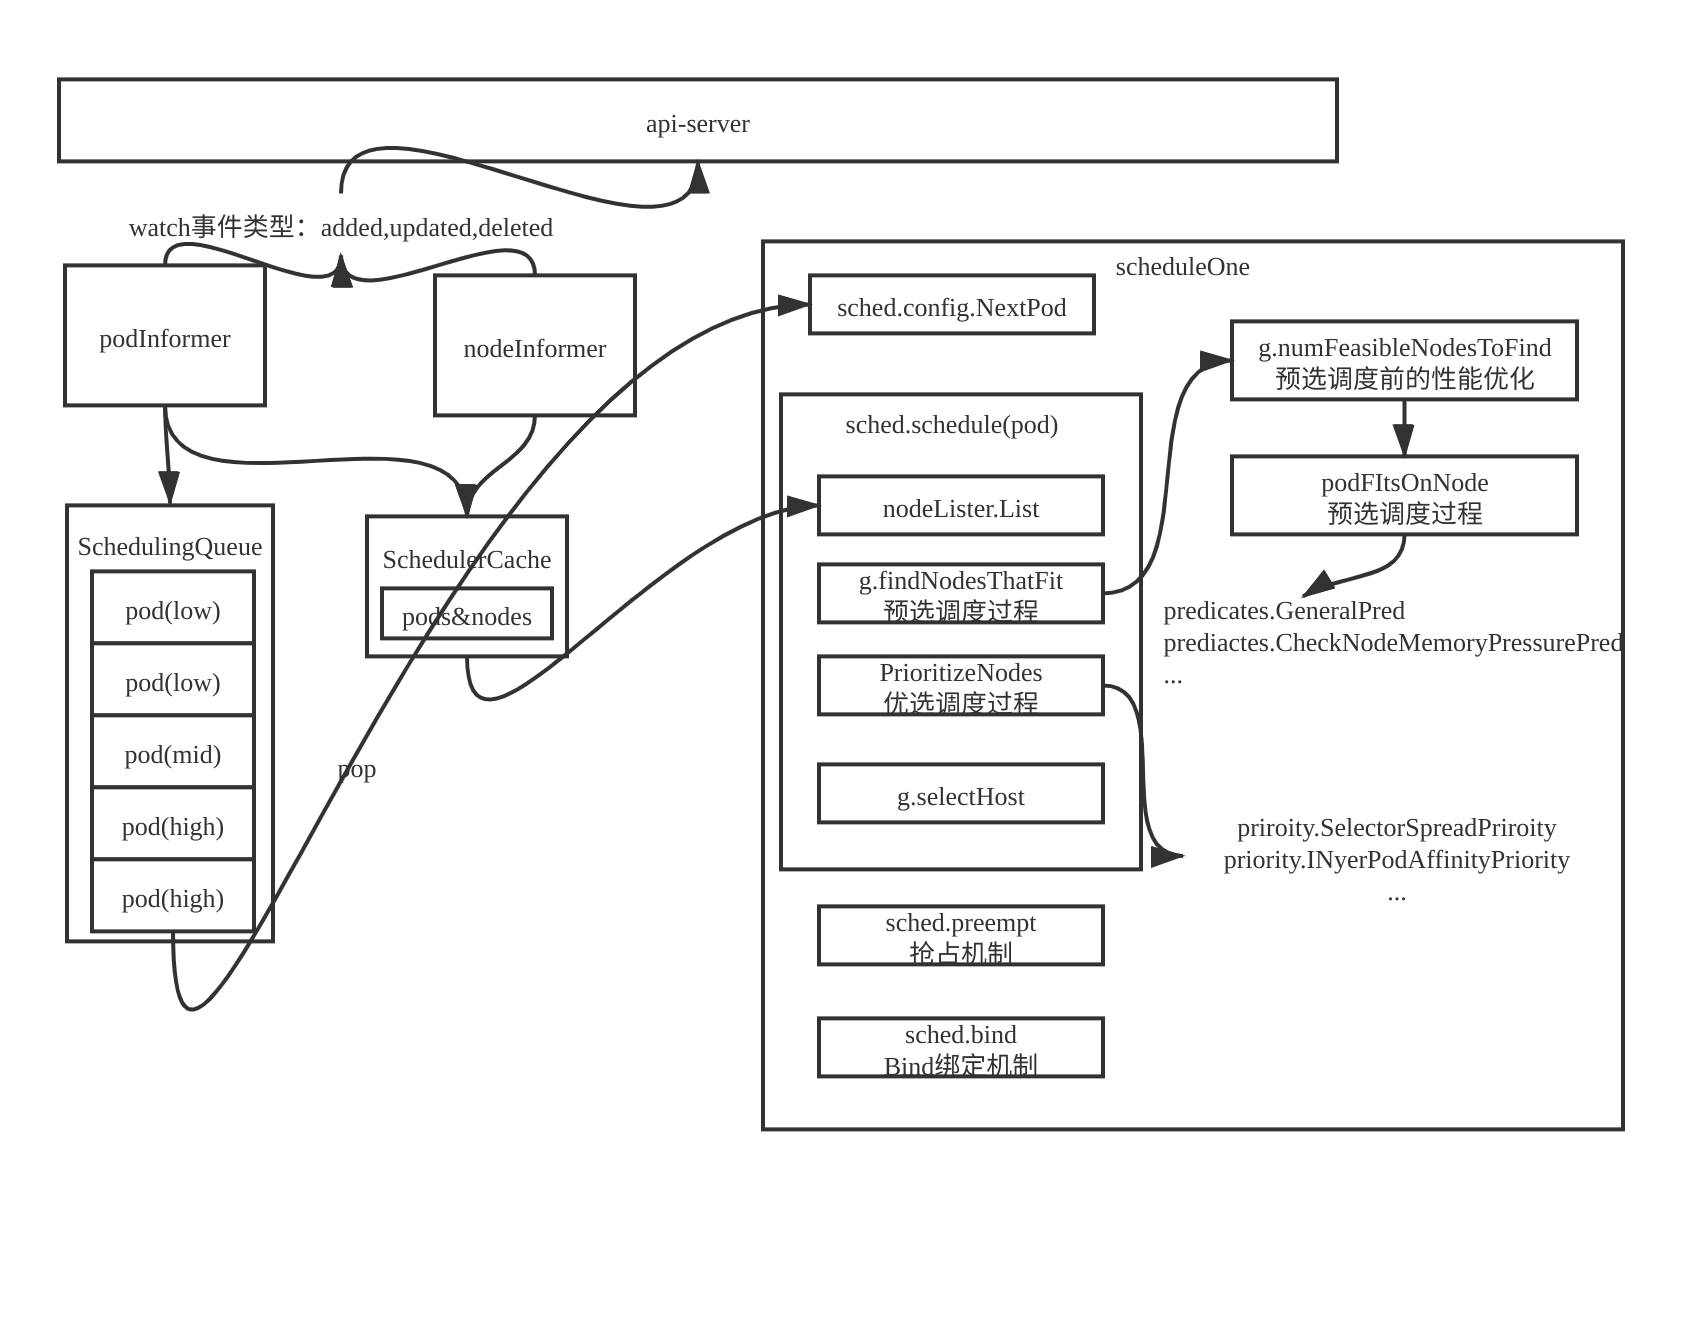 api-server
watch事件类型：added,updated,deleted
podInformer
nodeInformer
SchedulingQueue
pod(low)
pod(low)
pod(mid)
pod(high)
pod(high)
SchedulerCache
pods&nodes
pop
scheduleOne
sched.config.NextPod
sched.schedule(pod)
nodeLister.List
g.findNodesThatFit
预选调度过程
PrioritizeNodes
优选调度过程
g.selectHost
sched.preempt
抢占机制
sched.bind
Bind绑定机制
g.numFeasibleNodesToFind
预选调度前的性能优化
podFItsOnNode
预选调度过程
predicates.GeneralPred
prediactes.CheckNodeMemoryPressurePred
...
priroity.SelectorSpreadPriroity
priority.INyerPodAffinityPriority
...